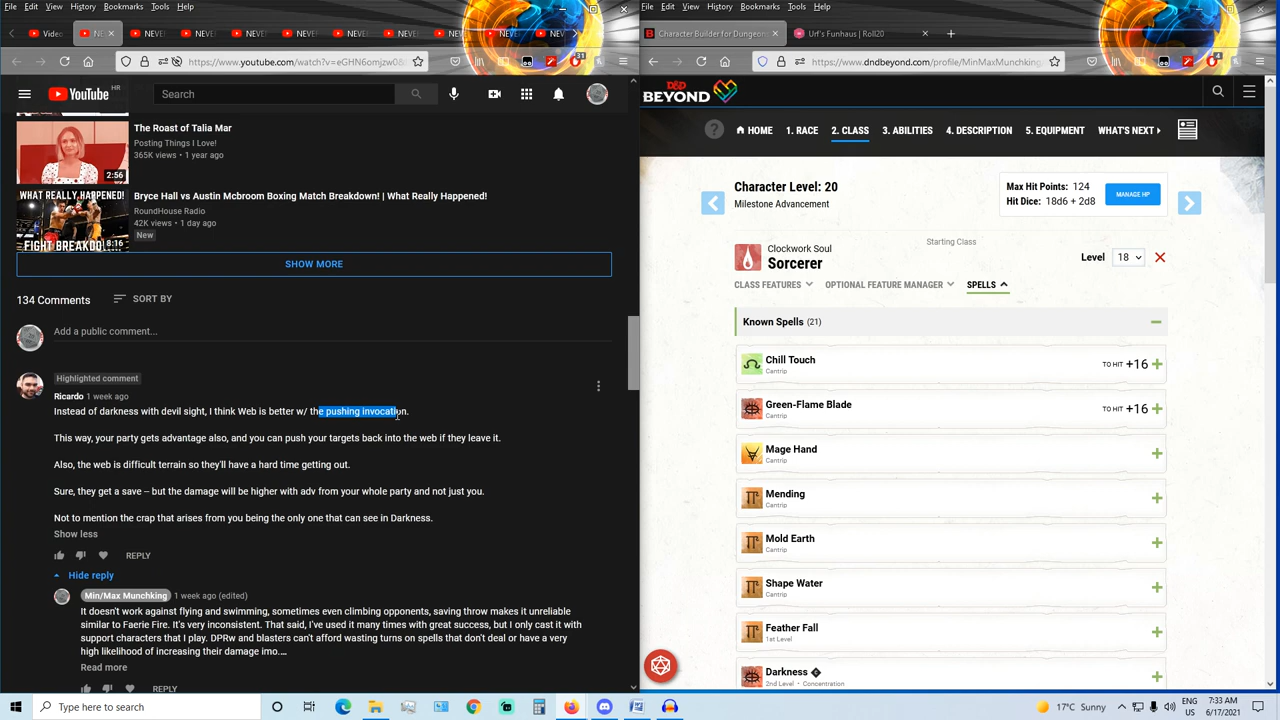 File Edit View History Bookmarks Tools Help
Video
NEVER
NEVER
NEVER
NEVER
NEVER
NEVER
NEVER
https://www.youtube.com/watch?v=eGHN6omjzw0&
31
YouTube HR
Search
The Roast of Talia Mar
Posting Things I Love!
365K views • 1 year ago
2:56
WHAT REALLY HAPPENED!
FIGHT BREAKDO
8:16
Bryce Hall vs Austin Mcbroom Boxing Match Breakdown! | What Really Happened!
RoundHouse Radio
42K views • 1 day ago
New
SHOW MORE
134 Comments SORT BY
Add a public comment...
Highlighted comment
Ricardo 1 week ago
Instead of darkness with devil sight, I think Web is better w/ the pushing invocation.
This way, your party gets advantage also, and you can push your targets back into the web if they leave it.
Also, the web is difficult terrain so they'll have a hard time getting out.
Sure, they get a save – but the damage will be higher with adv from your whole party and not just you.
Not to mention the crap that arises from you being the only one that can see in Darkness.
Show less
REPLY
Hide reply
Min/Max Munchking 1 week ago (edited)
It doesn't work against flying and swimming, sometimes even climbing opponents, saving throw makes it unreliable
similar to Faerie Fire. It's very inconsistent. That said, I've used it many times with great success, but I only cast it with
support characters that I play. DPRw and blasters can't afford wasting turns on spells that don't deal or have a very
high likelihood of increasing their damage imo....
Read more
REPLY
File Edit View History Bookmarks Tools Help
Character Builder for Dungeons
Urf's Funhaus | Roll20
https://www.dndbeyond.com/profile/MinMaxMunchking
D&D
BEYOND
HOME 1. RACE 2. CLASS 3. ABILITIES 4. DESCRIPTION 5. EQUIPMENT WHAT'S NEXT
Character Level: 20
Milestone Advancement
Max Hit Points: 124
Hit Dice: 18d6 + 2d8
MANAGE HP
Starting Class
Clockwork Soul
Sorcerer
Level 18
CLASS FEATURES OPTIONAL FEATURE MANAGER SPELLS
Known Spells (21)
Chill Touch
Cantrip
TO HIT +16
Green-Flame Blade
Cantrip
TO HIT +16
Mage Hand
Cantrip
Mending
Cantrip
Mold Earth
Cantrip
Shape Water
Cantrip
Feather Fall
1st Level
Darkness
2nd Level • Concentration
Type here to search
17°C Sunny
ENG
US
7:33 AM
6/17/2021